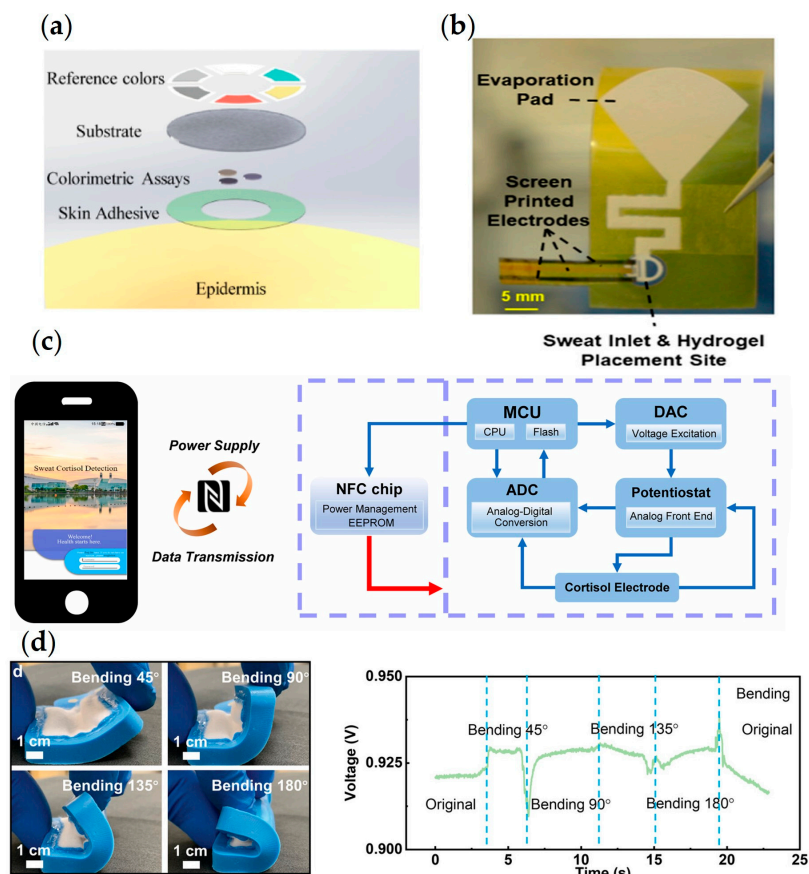 (a)
Reference colors
Substrate
Colorimetric Assays
Skin Adhesive
Epidermis
(b)
Evaporation
Pad
Screen
Printed
Electrodes
5 mm
Sweat Inlet & Hydrogel
Placement Site
(c)
Sweat Cortisol Detection
Welcome!
Health starts here.
Power Supply
Data Transmission
NFC chip
Power Management
EEPROM
MCU
CPU
Flash
DAC
Voltage Excitation
ADC
Analog-Digital
Conversion
Potentiostat
Analog Front End
Cortisol Electrode
(d)
d
Bending 45°
1 cm
Bending 90°
1 cm
Bending 135°
1 cm
Bending 180°
1 cm
Voltage (V)
0.950
0.925
0.900
Bending
Bending 45°
Bending 135°
Original
Original
Bending 90°
Bending 180°
0
5
10
15
20
25
Time (s)